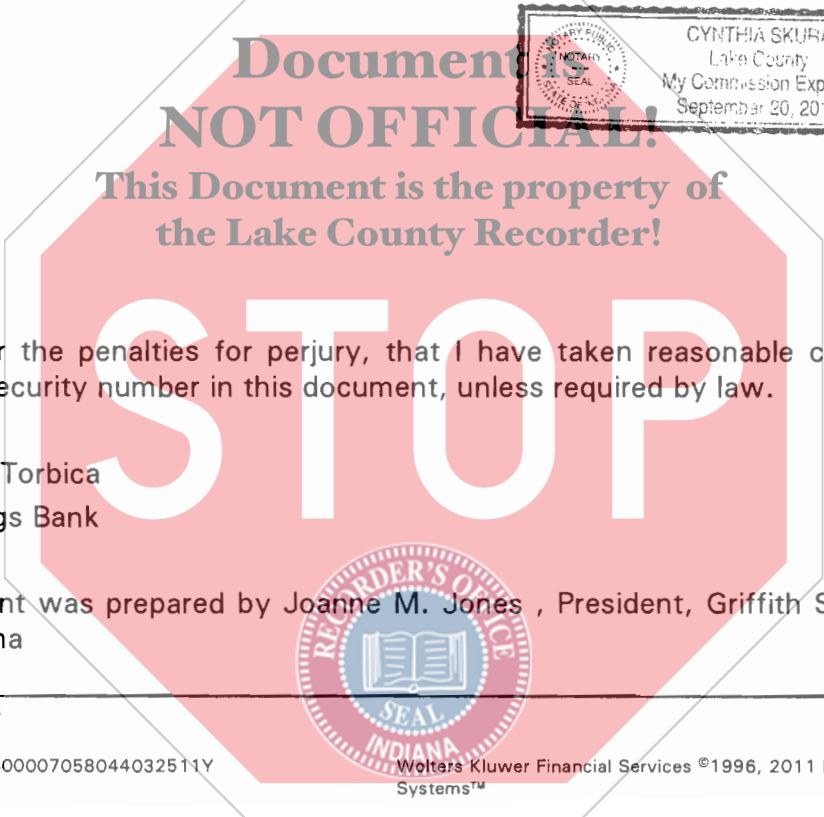 CYNTHIA SKURA
Lake County
My Commission Exp
September 20, 201
NOTARY PUBLIC
NOTARY
SEAL
STATE OF
Document is
NOT OFFICIAL!
This Document is the property of
the Lake County Recorder!
STOP
r the penalties for perjury, that I have taken reasonable c
ecurity number in this document, unless required by law.
Torbica
gs Bank
nt was prepared by Joanne M. Jones , President, Griffith S
na
RECORDER'S OFFICE
SEAL
INDIANA
00007058044032511Y
Wolters Kluwer Financial Services ©1996, 2011
Systems™